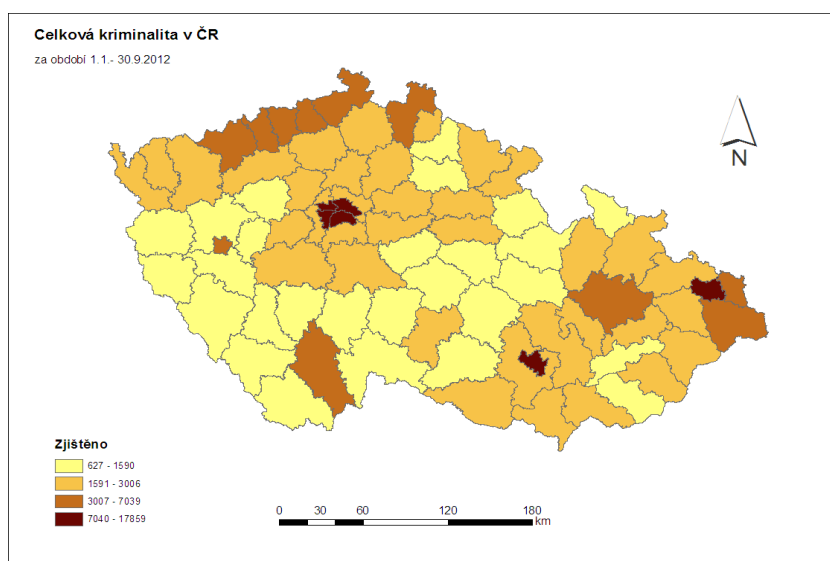 Celková kriminalita v ČR
za období 1.1.- 30.9.2012
N
Zjištěno
627 - 1590
1591 - 3006
3007 - 7039
7040 - 17859
0 30 60 120 180
km